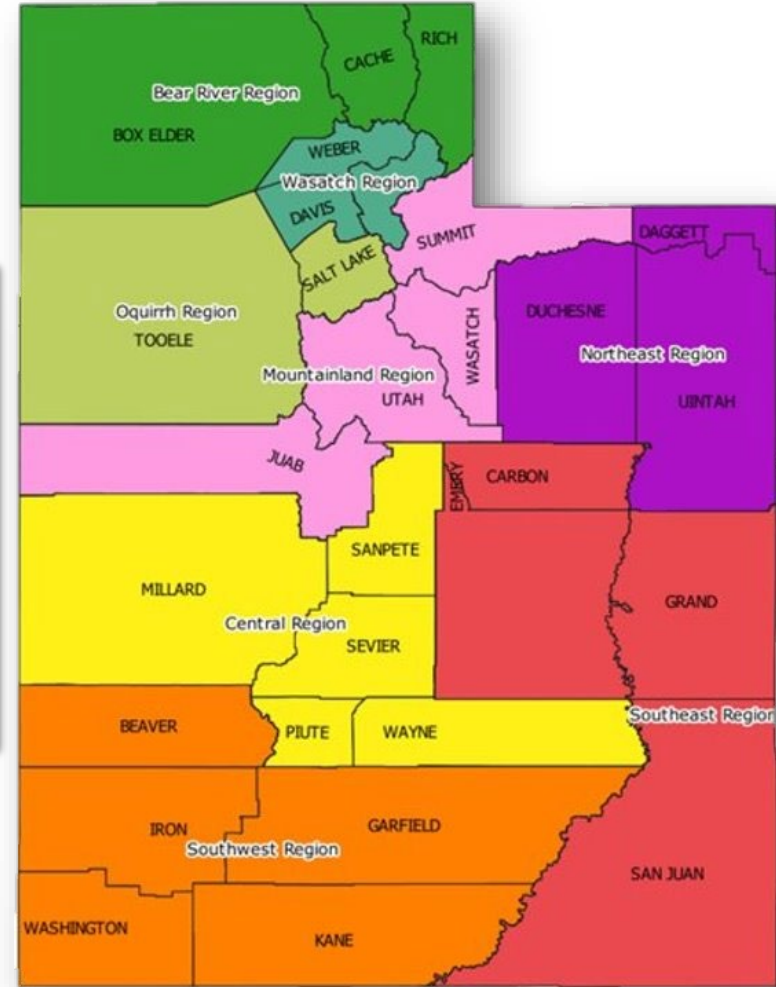 RICH
CACHE
Bear River Region
BOX ELDER
WEBER
Wasatch Region
DAVIS
SUMMIT
DAGGETT
SALT LAKE
Oquirrh Region
TOOELE
DUCHESNE
WASATCH
Northeast Region
Mountainland Region
UTAH
UINTAH
JUAB
EMBRY
CARBON
SANPETE
MILLARD
GRAND
Central Region
SEVIER
Southeast Region
BEAVER
PIUTE
WAYNE
IRON
GARFIELD
Southwest Region
SAN JUAN
WASHINGTON
KANE